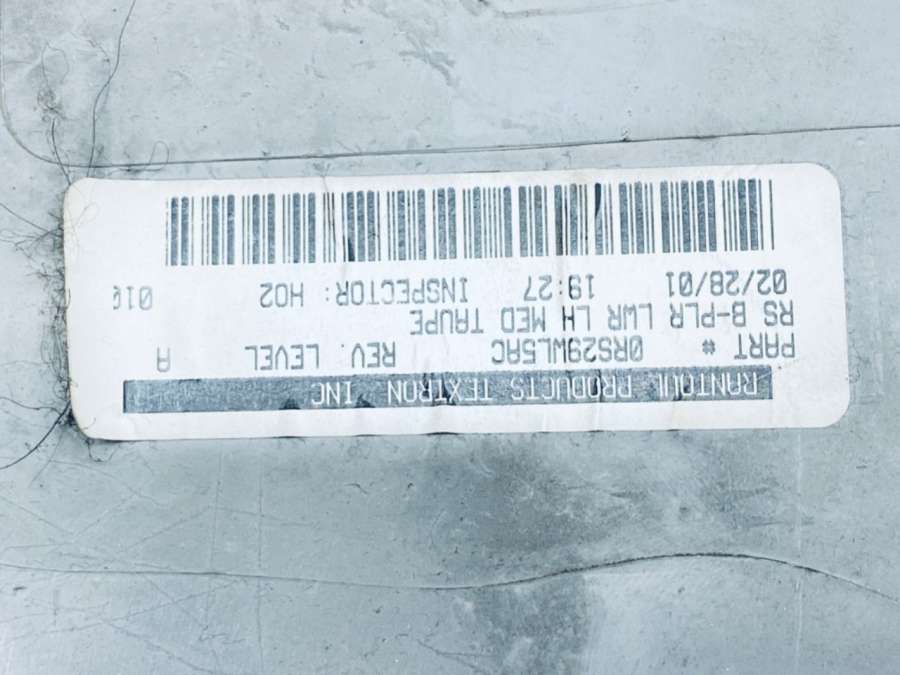 RANTOUL PRODUCTS TEXTRON INC
PART # 0RS29WL5AC REV. LEVEL A
RS B-PLR LWR LH MED TAUPE
02/28/01 19:27 INSPECTOR: H02